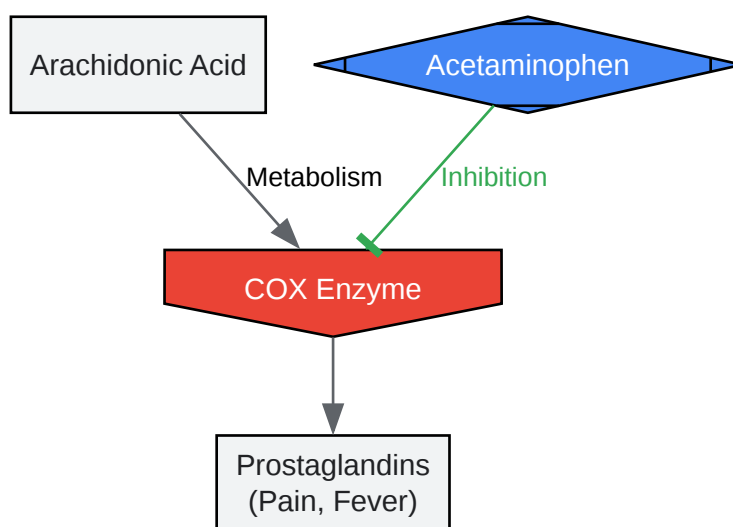 Arachidonic Acid
Acetaminophen
Metabolism
Inhibition
COX Enzyme
Prostaglandins
(Pain, Fever)